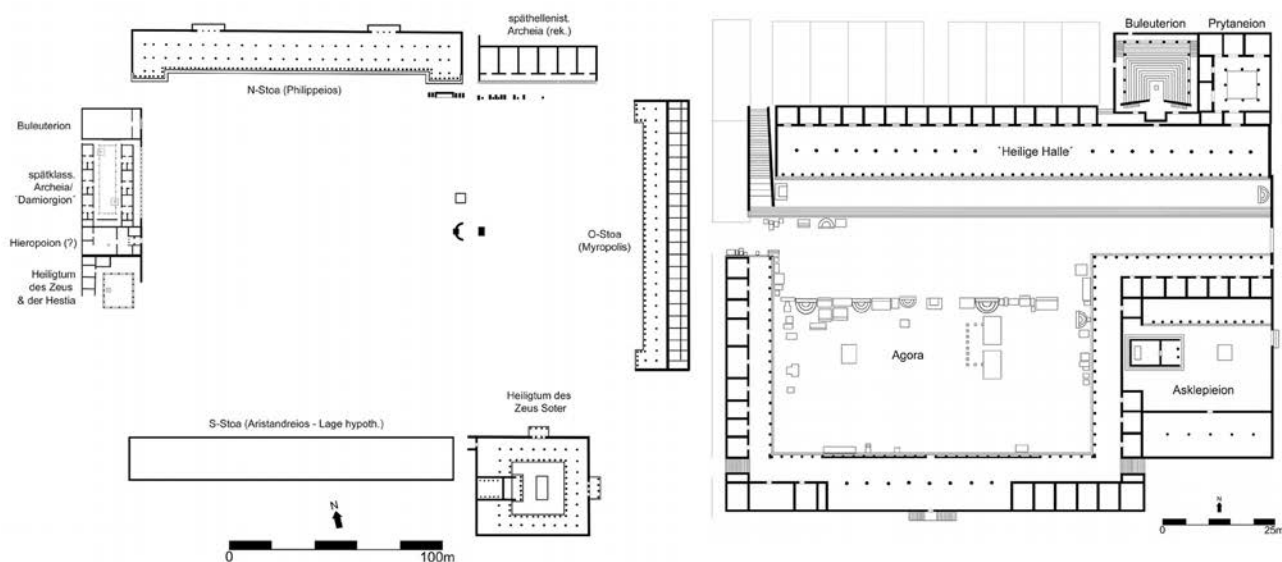 späthellenist.
Archeia (rek.)
N-Stoa (Philippeios)
Buleuterion
spätklass.
Archeia/
´Damiorgion´
Hieropoion (?)
Heiligtum
des Zeus
& der Hestia
O-Stoa
(Myropolis)
Heiligtum des
Zeus Soter
S-Stoa (Aristandreios - Lage hypoth.)
N
0
100m
Buleuterion
Prytaneion
´Heilige Halle´
Agora
Asklepieion
N
0
25m